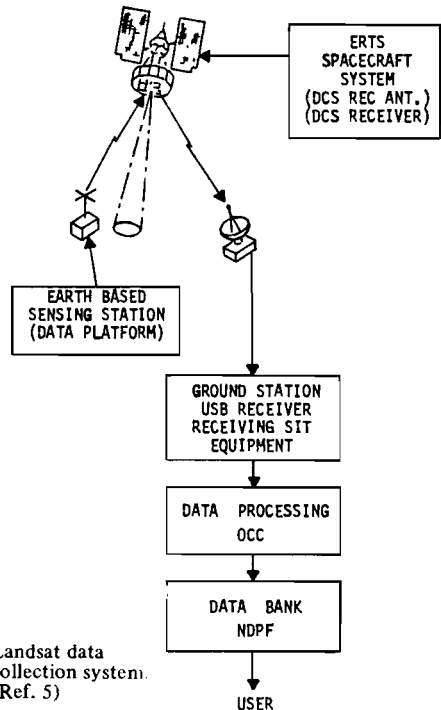 ERTS
SPACECRAFT
SYSTEM
(DCS REC ANT.)
(DCS RECEIVER)
EARTH BASED
SENSING STATION
(DATA PLATFORM)
GROUND STATION
USB RECEIVER
RECEIVING SIT
EQUIPMENT
DATA PROCESSING
OCC
DATA BANK
NDPF
USER
Landsat data
ollection system.
Ref. 5)